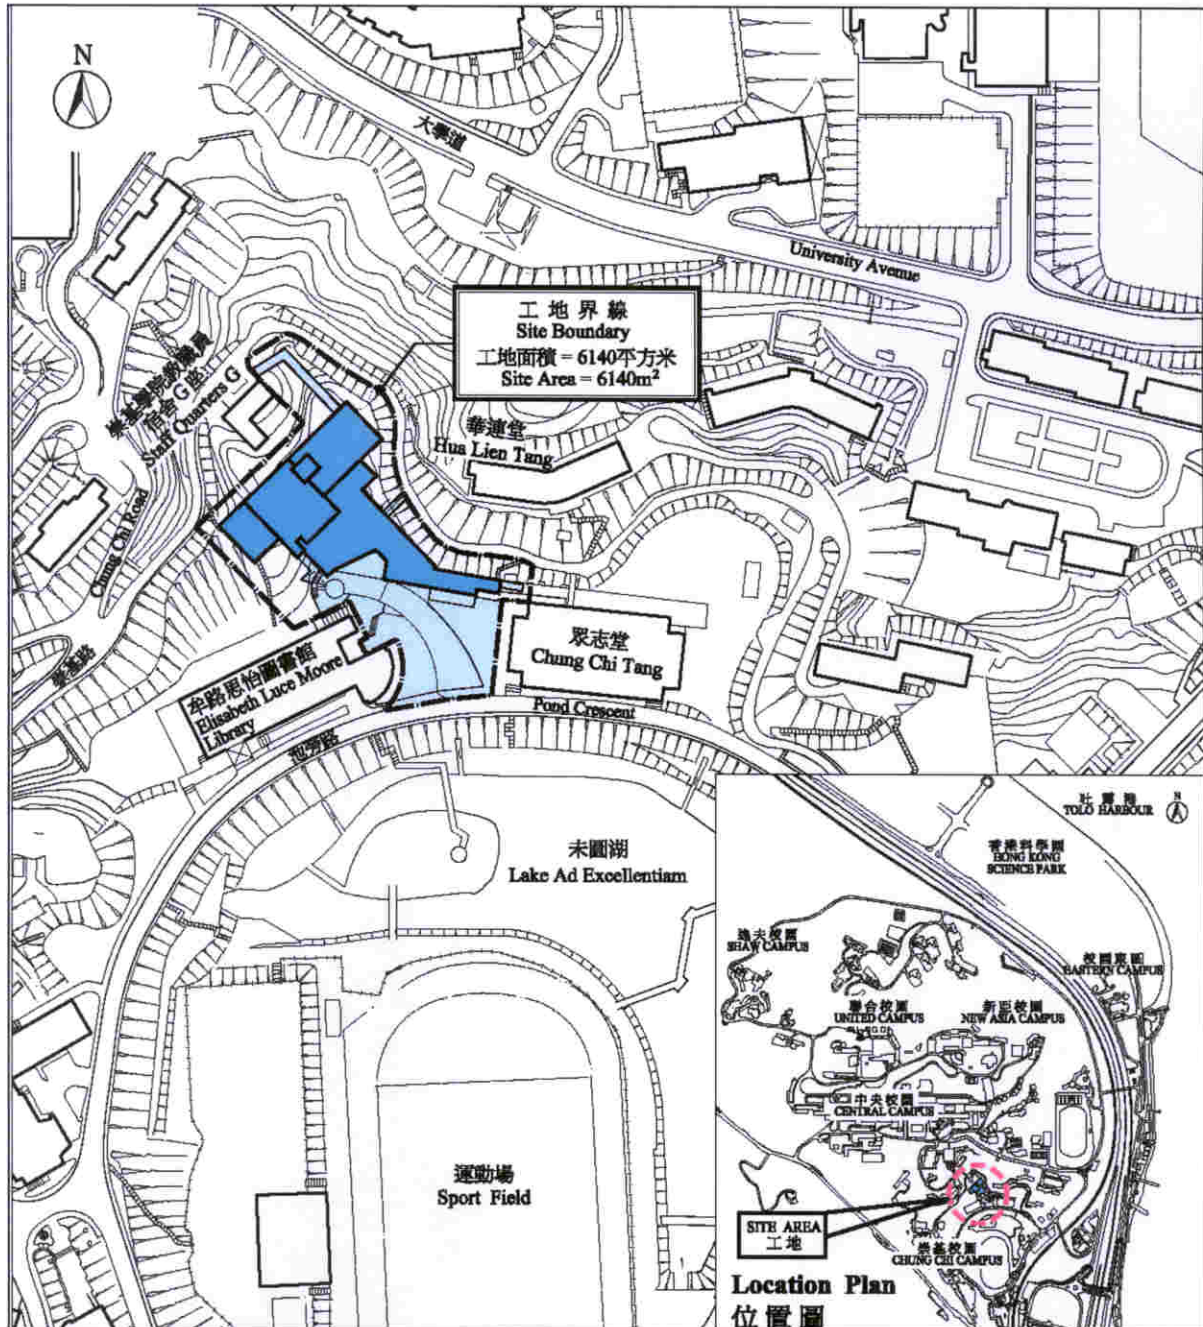 N
大學道
University Avenue
工地界線
Site Boundary
工地面積 = 6140平方米
Site Area = 6140m²
崇基學院教職員
宿舍 G 座
Staff Quarters G
華連堂
Hua Lien Tang
Chung Chi Road
崇基路
眾志堂
Chung Chi Tang
牟路思怡圖書館
Elisabeth Luce Moore
Library
Pond Crescent
池旁路
未圓湖
Lake Ad Excellentiam
運動場
Sport Field
吐露港
TOLO HARBOUR
N
香港科學園
HONG KONG
SCIENCE PARK
逸夫校園
SHAW CAMPUS
校園東區
EASTERN CAMPUS
聯合校園
UNITED CAMPUS
新亞校園
NEW ASIA CAMPUS
中央校園
CENTRAL CAMPUS
SITE AREA
工地
崇基校園
CHUNG CHI CAMPUS
Location Plan
位置圖